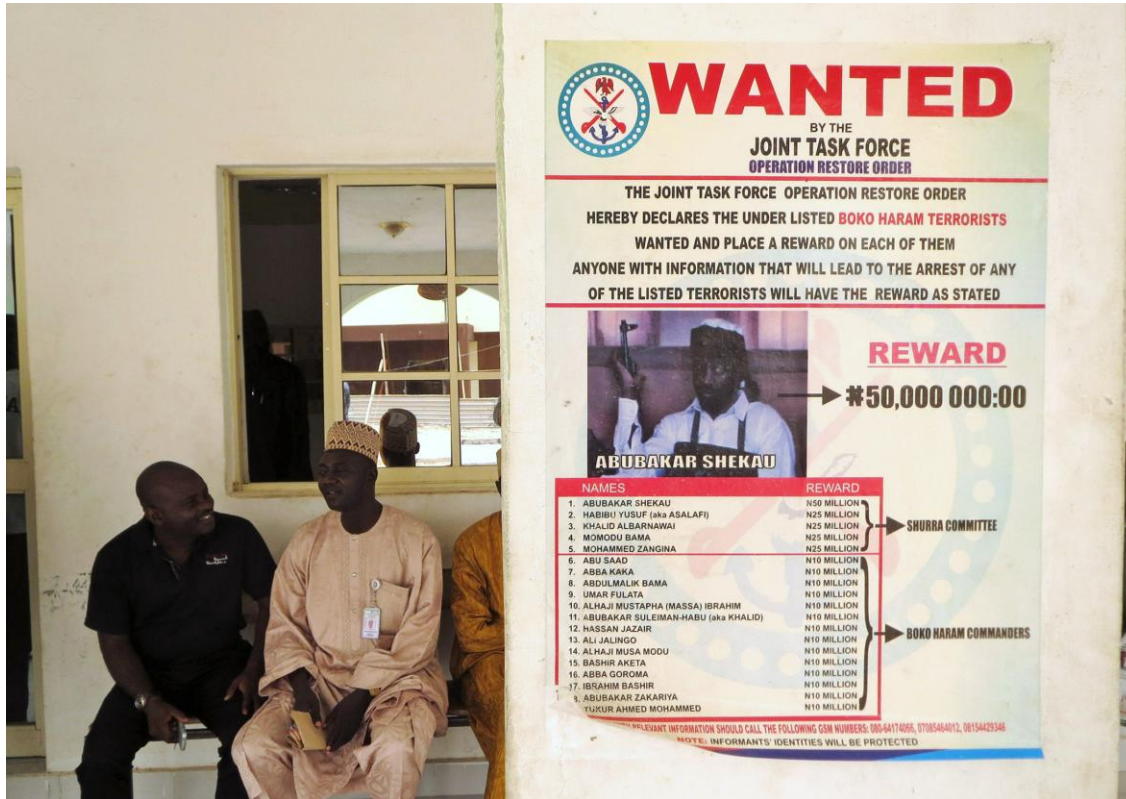 WANTED
BY THE
JOINT TASK FORCE
OPERATION RESTORE ORDER
THE JOINT TASK FORCE OPERATION RESTORE ORDER
HEREBY DECLARES THE UNDER LISTED BOKO HARAM TERRORISTS
WANTED AND PLACE A REWARD ON EACH OF THEM
ANYONE WITH INFORMATION THAT WILL LEAD TO THE ARREST OF ANY
OF THE LISTED TERRORISTS WILL HAVE THE REWARD AS STATED
REWARD
₦50,000 000:00
ABUBAKAR SHEKAU
NAMES REWARD
1. ABUBAKAR SHEKAU N50 MILLION
2. HABIBU YUSUF (aka ASALAFI) N25 MILLION
3. KHALID ALBARNAWAI N25 MILLION
4. MOMODU BAMA N25 MILLION
5. MOHAMMED ZANGINA N25 MILLION
SHURRA COMMITTEE
6. ABU SAAD N10 MILLION
7. ABBA KAKA N10 MILLION
8. ABDULMALIK BAMA N10 MILLION
9. UMAR FULATA N10 MILLION
10. ALHAJI MUSTAPHA (MASSA) IBRAHIM N10 MILLION
11. ABUBAKAR SULEIMAN-HABU (aka KHALID) N10 MILLION
12. HASSAN JAZAIR N10 MILLION
13. ALI JALINGO N10 MILLION
14. ALHAJI MUSA MODU N10 MILLION
15. BASHIR AKETA N10 MILLION
16. ABBA GOROMA N10 MILLION
17. IBRAHIM BASHIR N10 MILLION
8. ABUBAKAR ZAKARIYA N10 MILLION
TUKUR AHMED MOHAMMED N10 MILLION
BOKO HARAM COMMANDERS
RELEVANT INFORMATION SHOULD CALL THE FOLLOWING GSM NUMBERS: 080-64174066, 07085464012, 08154429346
NOTE: INFORMANTS' IDENTITIES WILL BE PROTECTED